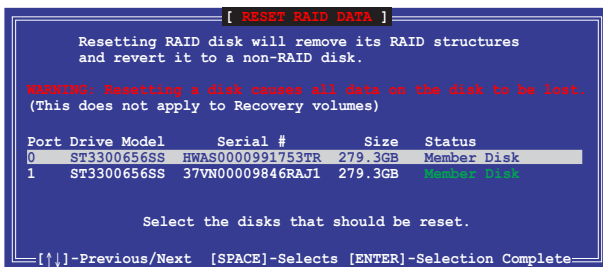 [ RESET RAID DATA ]
Resetting RAID disk will remove its RAID structures
and revert it to a non-RAID disk.
WARNING: Resetting a disk causes all data on the disk to be lost.
(This does not apply to Recovery volumes)
Port Drive Model Serial # Size Status
0 ST3300656SS HWAS0000991753TR 279.3GB Member Disk
1 ST3300656SS 37VN00009846RAJ1 279.3GB Member Disk
Select the disks that should be reset.
[↑↓]-Previous/Next [SPACE]-Selects [ENTER]-Selection Complete